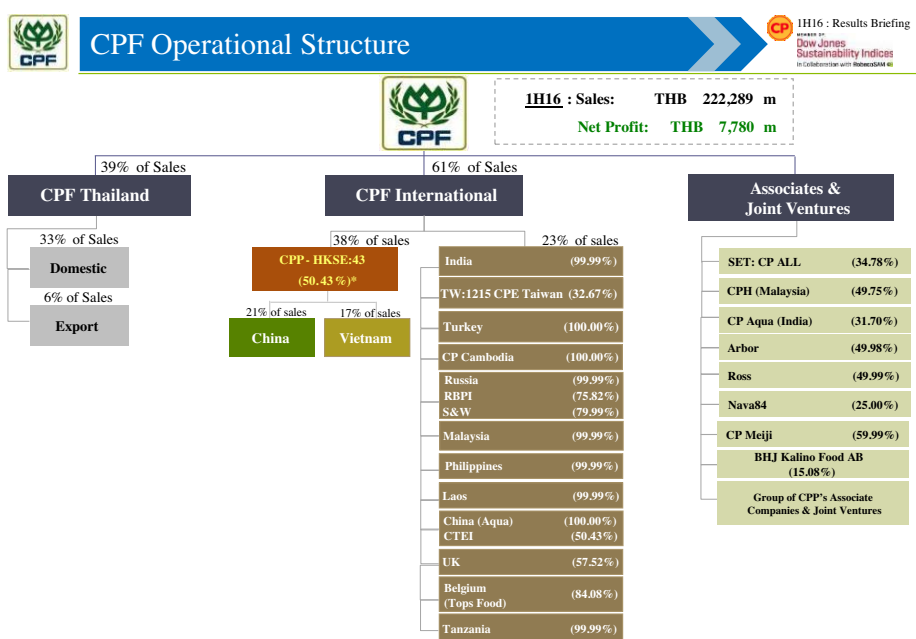 CPF
CPF Operational Structure
CP
1H16 : Results Briefing
MEMBER OF
Dow Jones
Sustainability Indices
In Collaboration with RobecoSAM
CPF
1H16 : Sales: THB 222,289 m
Net Profit: THB 7,780 m
39% of Sales
61% of Sales
CPF Thailand
CPF International
Associates &
Joint Ventures
33% of Sales
Domestic
6% of Sales
Export
38% of sales
CPP - HKSE:43
(50.43%)*
21% of sales
17% of sales
China
Vietnam
23% of sales
India (99.99%)
TW:1215 CPE Taiwan (32.67%)
Turkey (100.00%)
CP Cambodia (100.00%)
Russia (99.99%)
RBPI (75.82%)
S&W (79.99%)
Malaysia (99.99%)
Philippines (99.99%)
Laos (99.99%)
China (Aqua) (100.00%)
CTEI (50.43%)
UK (57.52%)
Belgium
(Tops Food) (84.08%)
Tanzania (99.99%)
SET: CP ALL (34.78%)
CPH (Malaysia) (49.75%)
CP Aqua (India) (31.70%)
Arbor (49.98%)
Ross (49.99%)
Nava84 (25.00%)
CP Meiji (59.99%)
BHJ Kalino Food AB
(15.08%)
Group of CPP's Associate
Companies & Joint Ventures